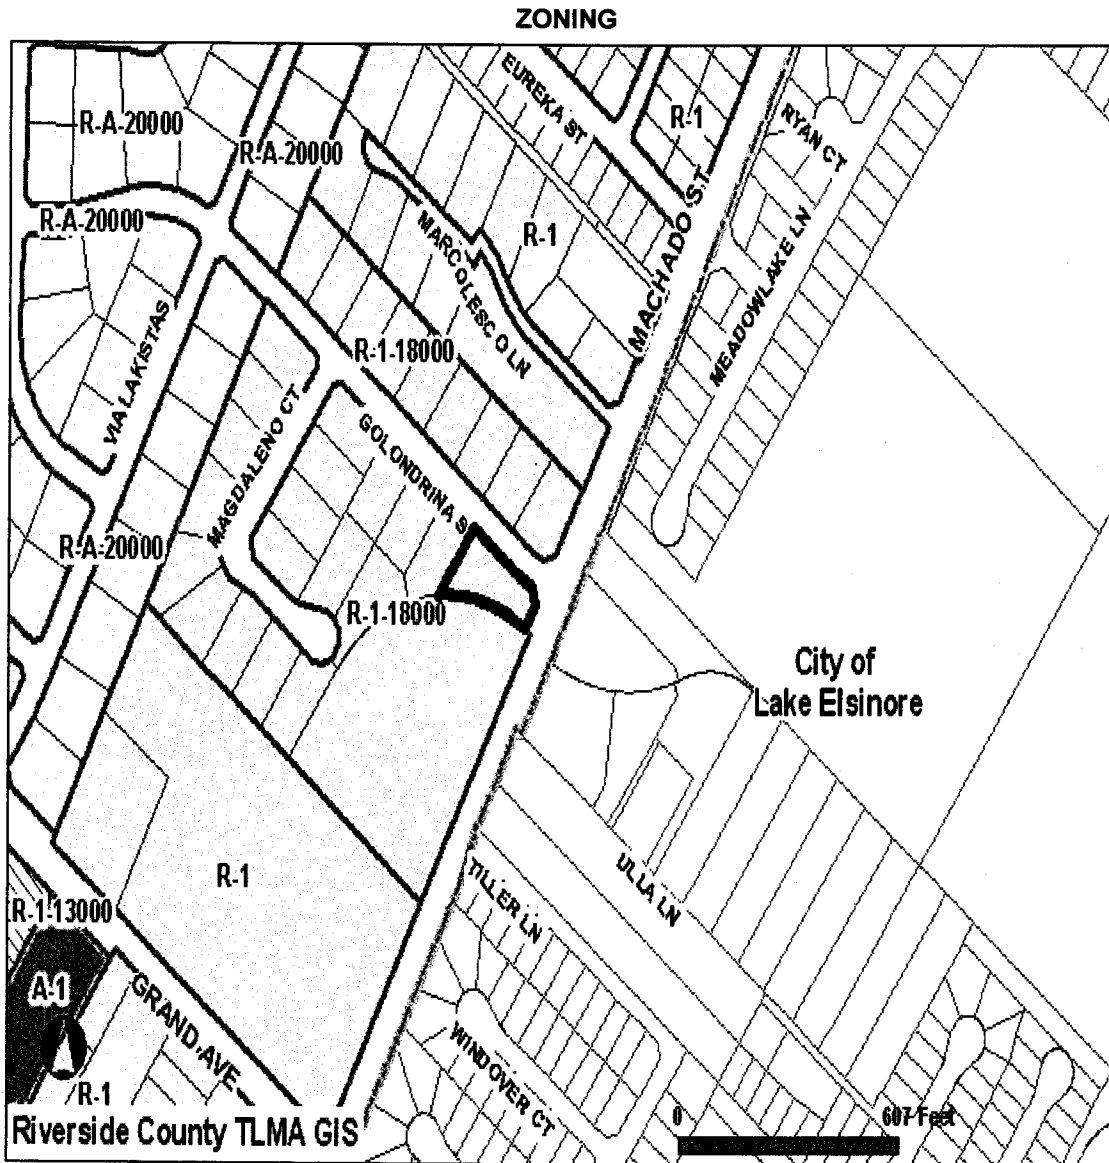 ZONING
EUREKA ST
R-1
R-A-20000
RYAN CT
R-A-20000
R-A-20000
MARCOLESCO LN
R-1
MACHADO ST
MEADOWLAKE LN
VIA LAKISTAS
R-1-18000
MAGDALENO CT
GOLONDRINA S
R-A-20000
R-1-18000
City of
Lake Elsinore
R-1
TILLER LN
ULLA LN
R-1-13000
A-1
GRAND AVE
WINDOVER CT
R-1
0 607 Feet
Riverside County TLMA GIS